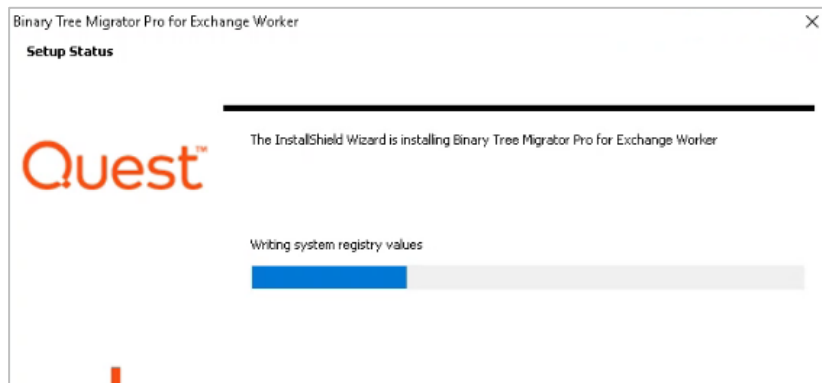 Binary Tree Migrator Pro for Exchange Worker
Setup Status
The InstallShield Wizard is installing Binary Tree Migrator Pro for Exchange Worker
Quest™
Writing system registry values